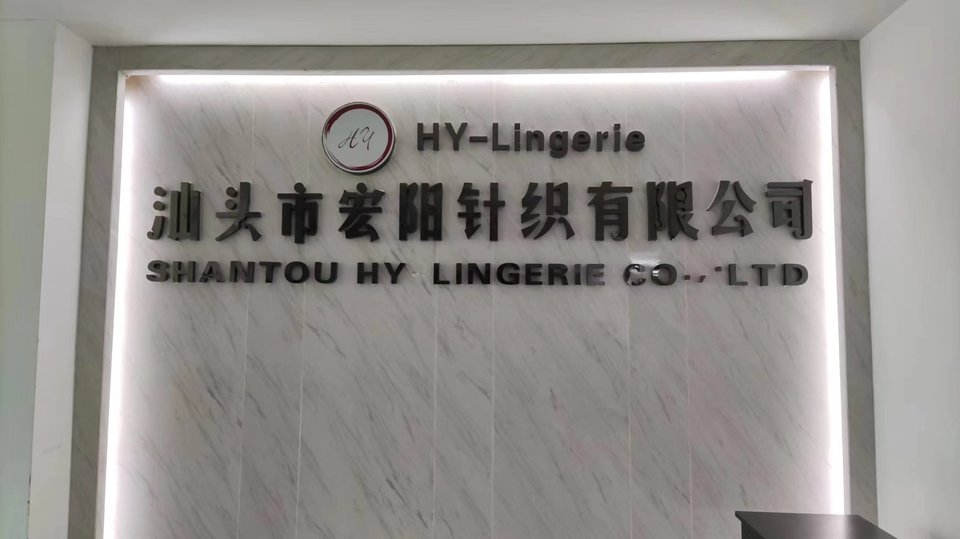 HY HY-Lingerie
汕头市宏阳针织有限公司
SHANTOU HY LINGERIE CO.,LTD